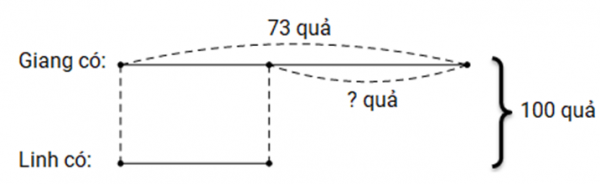 73 quả
Giang có:
? quả
100 quả
Linh có: